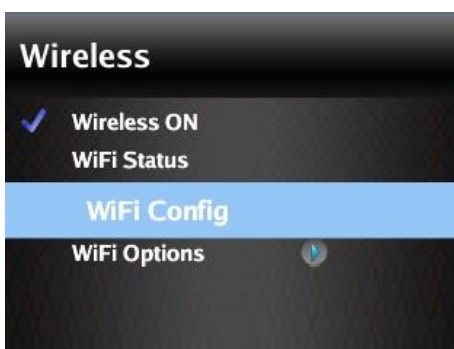 Wireless
Wireless ON
WiFi Status
WiFi Config
WiFi Options